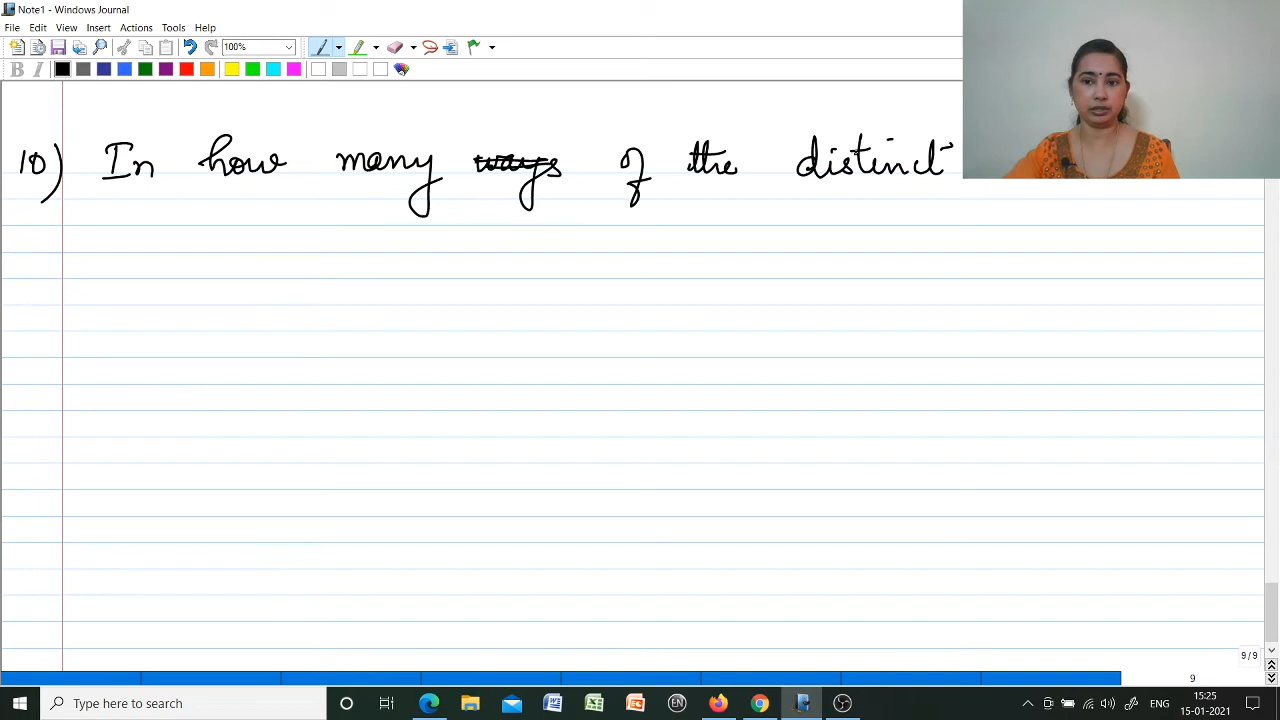 Note1 - Windows Journal
File Edit View Insert Actions Tools Help
100%
B I
10) In how many ways of the distinct
9/9
9
Type here to search
EN
ENG
15:25
15-01-2021